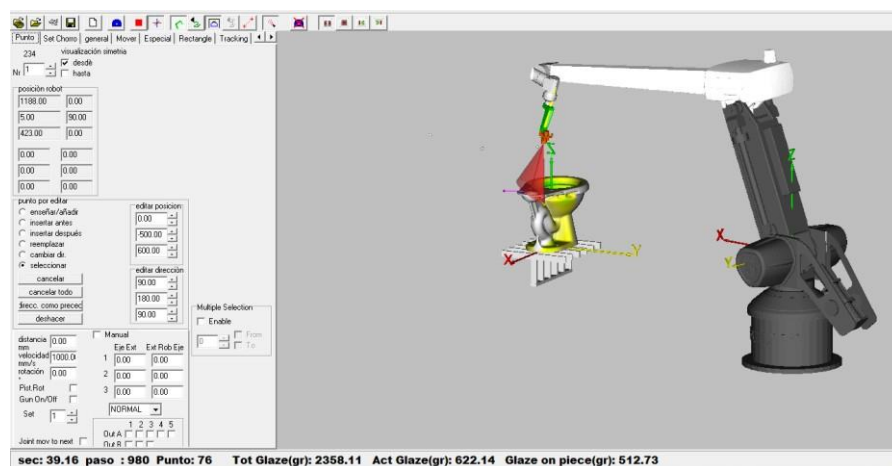 Punto Set Chorro general Mover Especial Rectangle Tracking
234 visualización simetria
Nr 1 desdè
hasta
posición robot
1188.00 0.00
5.00 90.00
423.00 0.00
0.00 0.00
0.00 0.00
0.00 0.00
punto por editar
enseñar/añadir
insertar antes
insertar después
reemplazar
cambiar dir.
seleccionar
cancelar
cancelar todo
direcc. como preced
deshacer
editar posicion
0.00
-500.00
600.00
editar dirección
90.00
180.00
90.00
Multiple Selection
Enable
0 From
To
distancia 0.00
mm
velocidad 1000.0
mm/s
rotación 0.00
°
Pist.Rot
Gun On/Off
Set 1
Joint mov to next
Manual
Eje Ext Ext Rob Eje
1 0.00 0.00
2 0.00 0.00
3 0.00 0.00
NORMAL
1 2 3 4 5
Out A
Out B
Z
X
Y
Z
X
Y
sec: 39.16 paso : 980 Punto: 76 Tot Glaze(gr): 2358.11 Act Glaze(gr): 622.14 Glaze on piece(gr): 512.73